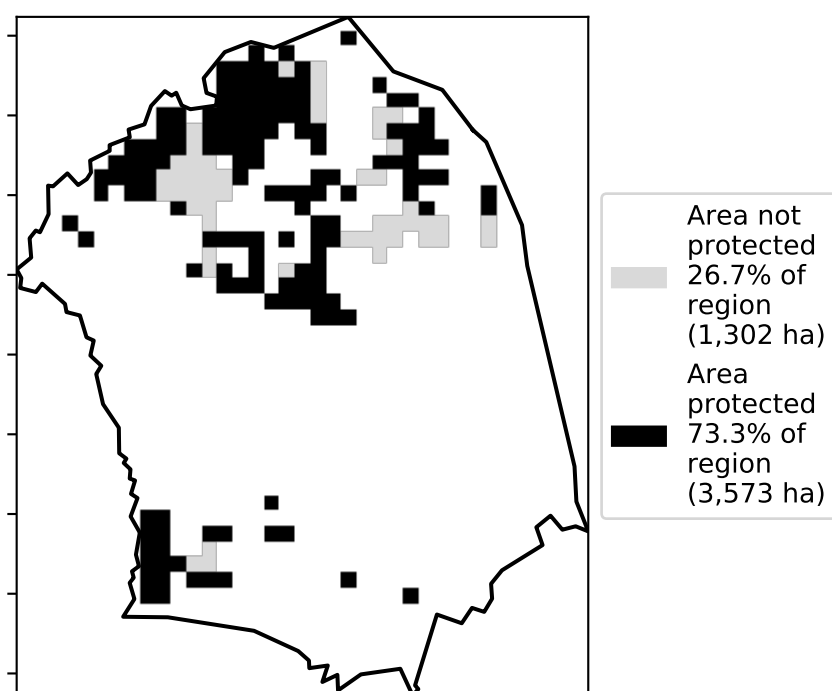 Area not
protected
26.7% of
region
(1,302 ha)
Area
protected
73.3% of
region
(3,573 ha)